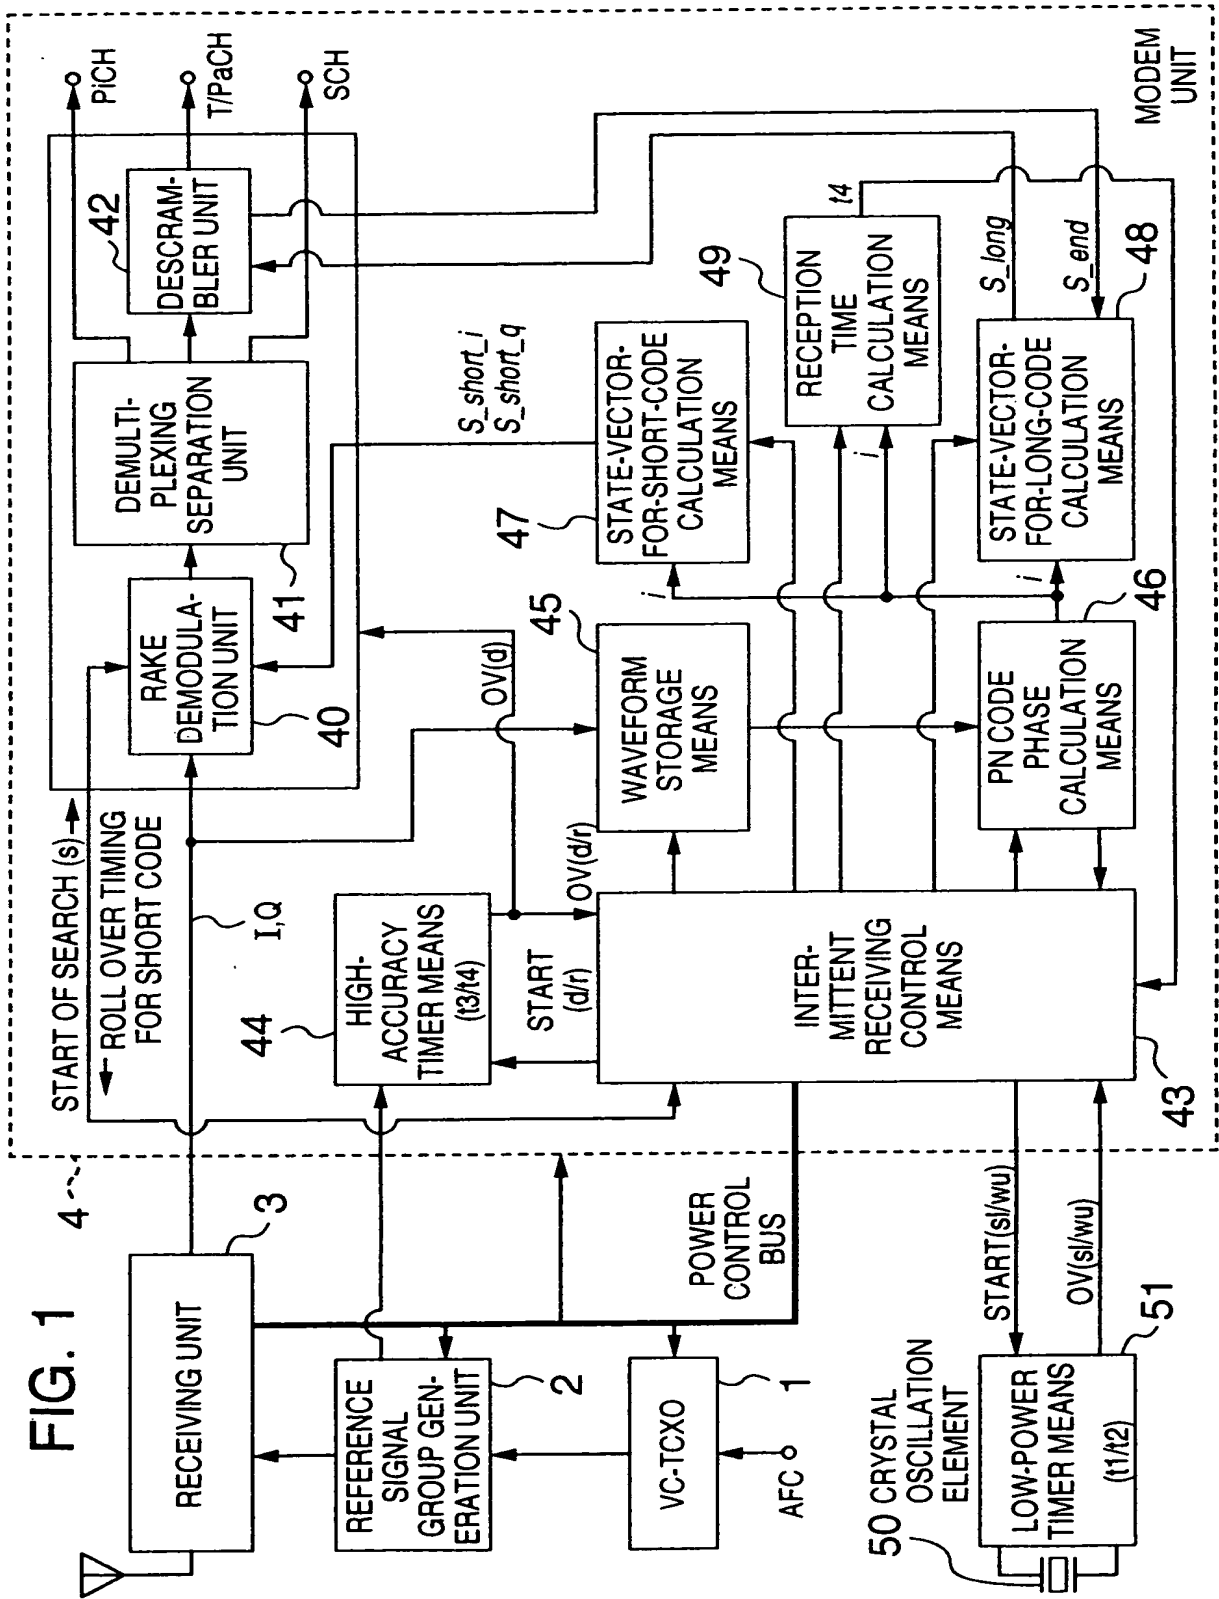 FIG. 1
4
START OF SEARCH (s)
ROLL OVER TIMING
FOR SHORT CODE
RECEIVING UNIT
3
I,Q
RAKE
DEMODULA-
TION UNIT
40
DEMULTI-
PLEXING
SEPARATION
UNIT
41
DESCRAM-
BLER UNIT
42
PiCH
T/PaCH
SCH
REFERENCE
SIGNAL
GROUP GEN-
ERATION UNIT
2
44
HIGH-
ACCURACY
TIMER MEANS
(t3/t4)
START
(d/r)
OV(d/r)
OV(d)
S_short_i
S_short_q
VC-TCXO
1
AFC
POWER
CONTROL
BUS
45
WAVEFORM
STORAGE
MEANS
47
STATE-VECTOR-
FOR-SHORT-CODE
CALCULATION
MEANS
i
49
RECEPTION
TIME
CALCULATION
MEANS
t4
i
INTER-
MITTENT
RECEIVING
CONTROL
MEANS
43
PN CODE
PHASE
CALCULATION
MEANS
46
i
STATE-VECTOR-
FOR-LONG-CODE
CALCULATION
MEANS
48
S_long
S_end
MODEM
UNIT
50 CRYSTAL
OSCILLATION
ELEMENT
LOW-POWER
TIMER MEANS
(t1/t2)
51
START(sl/wu)
OV(sl/wu)